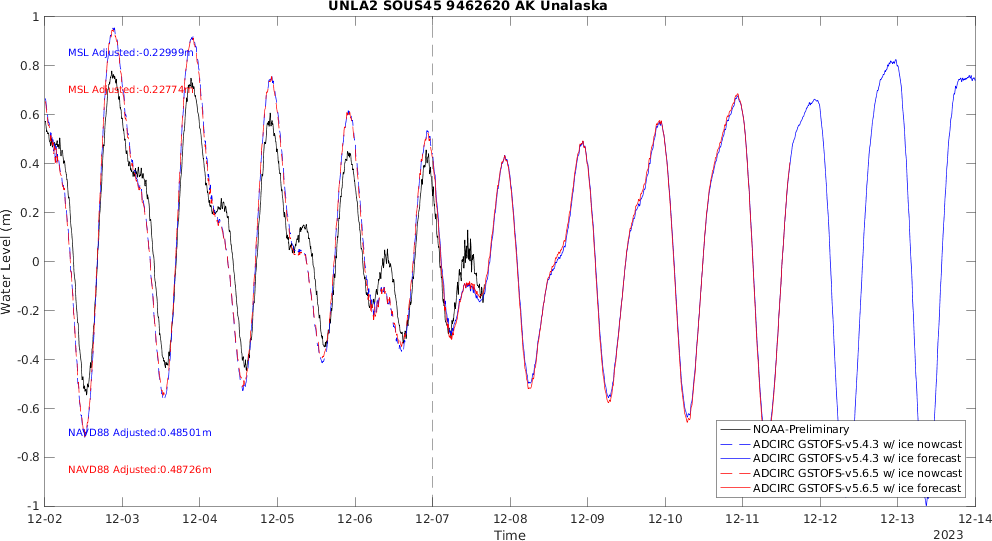 UNLA2 SOUS45 9462620 AK Unalaska
MSL Adjusted:-0.22999m
MSL Adjusted:-0.22774m
NAVD88 Adjusted:0.48501m
NAVD88 Adjusted:0.48726m
Water Level (m)
1
0.8
0.6
0.4
0.2
0
-0.2
-0.4
-0.6
-0.8
-1
NOAA-Preliminary
ADCIRC GSTOFS-v5.4.3 w/ ice nowcast
ADCIRC GSTOFS-v5.4.3 w/ ice forecast
ADCIRC GSTOFS-v5.6.5 w/ ice nowcast
ADCIRC GSTOFS-v5.6.5 w/ ice forecast
12-02 12-03 12-04 12-05 12-06 12-07 12-08 12-09 12-10 12-11 12-12 12-13 12-14
Time
2023